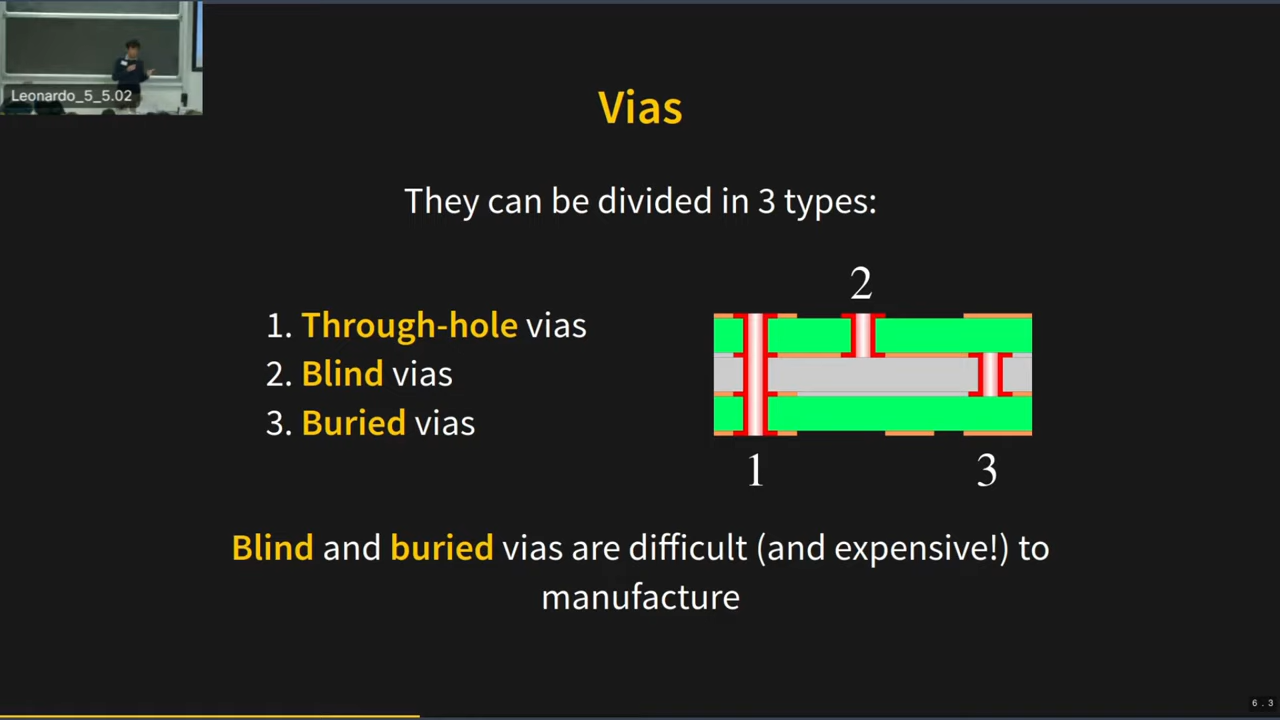 Leonardo_5_5.02
Vias
They can be divided in 3 types:
1. Through-hole vias
2. Blind vias
3. Buried vias
2
1
3
Blind and buried vias are difficult (and expensive!) to
manufacture
6.3